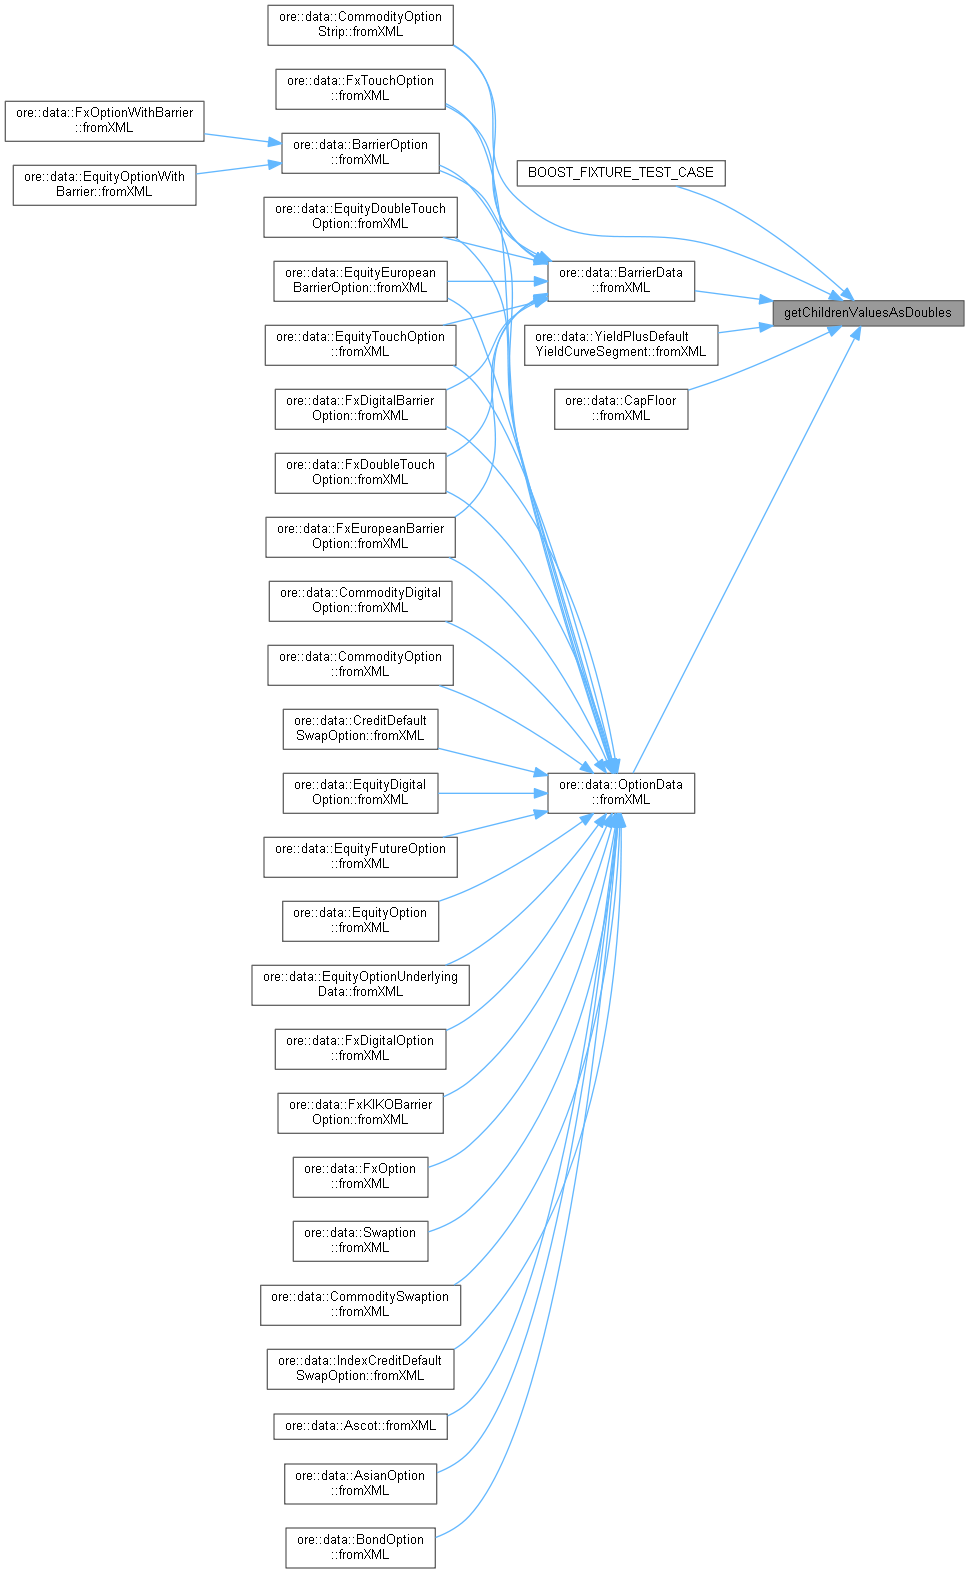 ore::data::CommodityOption
Strip::fromXML
ore::data::FxTouchOption
::fromXML
ore::data::FxOptionWithBarrier
::fromXML
ore::data::BarrierOption
::fromXML
ore::data::EquityOptionWith
Barrier::fromXML
BOOST_FIXTURE_TEST_CASE
ore::data::EquityDoubleTouch
Option::fromXML
ore::data::EquityEuropean
BarrierOption::fromXML
ore::data::BarrierData
::fromXML
getChildrenValuesAsDoubles
ore::data::EquityTouchOption
::fromXML
ore::data::YieldPlusDefault
YieldCurveSegment::fromXML
ore::data::FxDigitalBarrier
Option::fromXML
ore::data::CapFloor
::fromXML
ore::data::FxDoubleTouch
Option::fromXML
ore::data::FxEuropeanBarrier
Option::fromXML
ore::data::CommodityDigital
Option::fromXML
ore::data::CommodityOption
::fromXML
ore::data::CreditDefault
SwapOption::fromXML
ore::data::EquityDigital
Option::fromXML
ore::data::OptionData
::fromXML
ore::data::EquityFutureOption
::fromXML
ore::data::EquityOption
::fromXML
ore::data::EquityOptionUnderlying
Data::fromXML
ore::data::FxDigitalOption
::fromXML
ore::data::FxKIKOBarrier
Option::fromXML
ore::data::FxOption
::fromXML
ore::data::Swaption
::fromXML
ore::data::CommoditySwaption
::fromXML
ore::data::IndexCreditDefault
SwapOption::fromXML
ore::data::Ascot::fromXML
ore::data::AsianOption
::fromXML
ore::data::BondOption
::fromXML